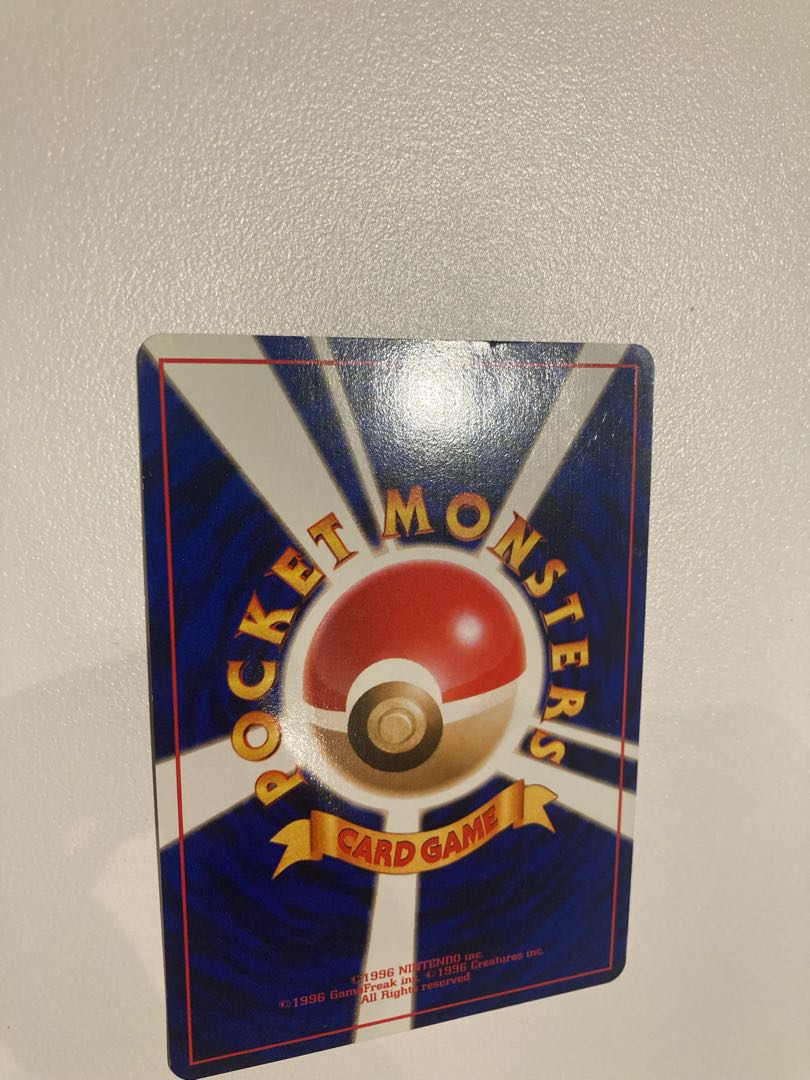 POCKET MONSTERS
CARD GAME
©1996 NINTENDO inc.
©1996 GameFreak inc. ©1996 Creatures inc.
All Rights reserved